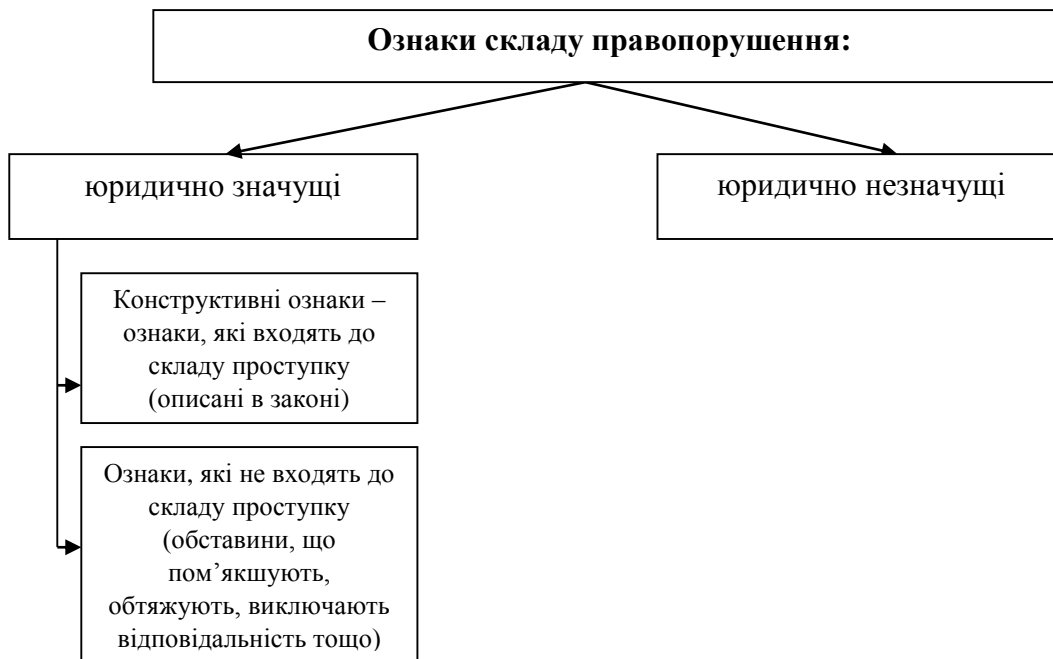 Ознаки складу правопорушення:
юридично значущі
юридично незначущі
Конструктивні ознаки –
ознаки, які входять до
складу проступку
(описані в законі)
Ознаки, які не входять до
складу проступку
(обставини, що
пом’якшують,
обтяжують, виключають
відповідальність тощо)